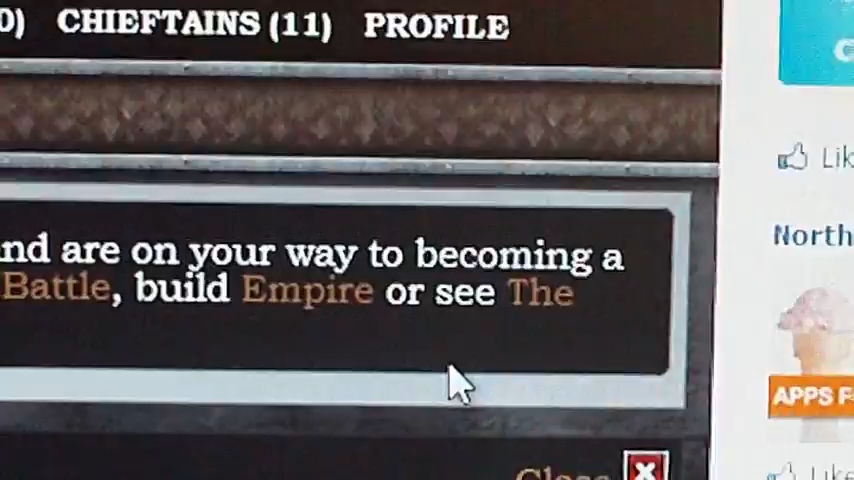 0) CHIEFTAINS (11) PROFILE
nd are on your way to becoming a
Battle, build Empire or see The
Close
Lik
North
APPS F
Like